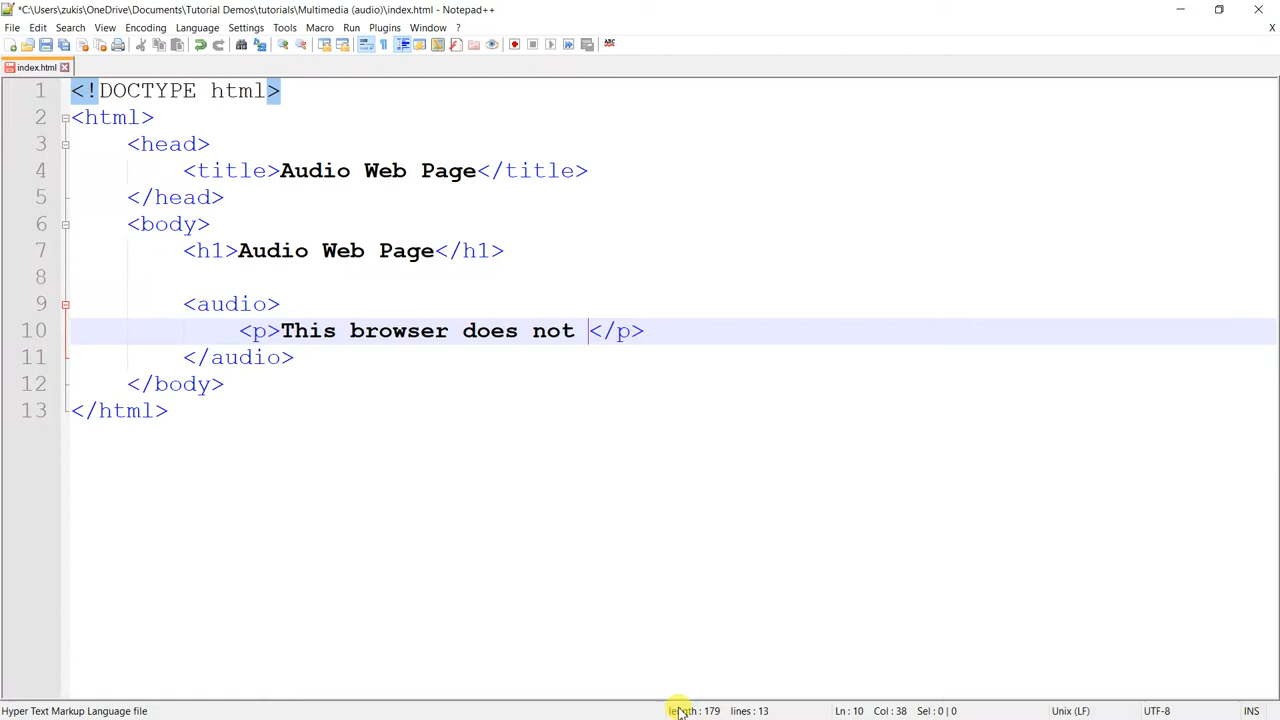 *C:\Users\zukis\OneDrive\Documents\Tutorial Demos\tutorials\Multimedia (audio)\index.html - Notepad++
File Edit Search View Encoding Language Settings Tools Macro Run Plugins Window ? X
index.html
1 <!DOCTYPE html>
2 <html>
3 <head>
4 <title>Audio Web Page</title>
5 </head>
6 <body>
7 <h1>Audio Web Page</h1>
8
9 <audio>
10 <p>This browser does not </p>
11 </audio>
12 </body>
13 </html>
Hyper Text Markup Language file length : 179 lines : 13 Ln : 10 Col : 38 Sel : 0 | 0 Unix (LF) UTF-8 INS